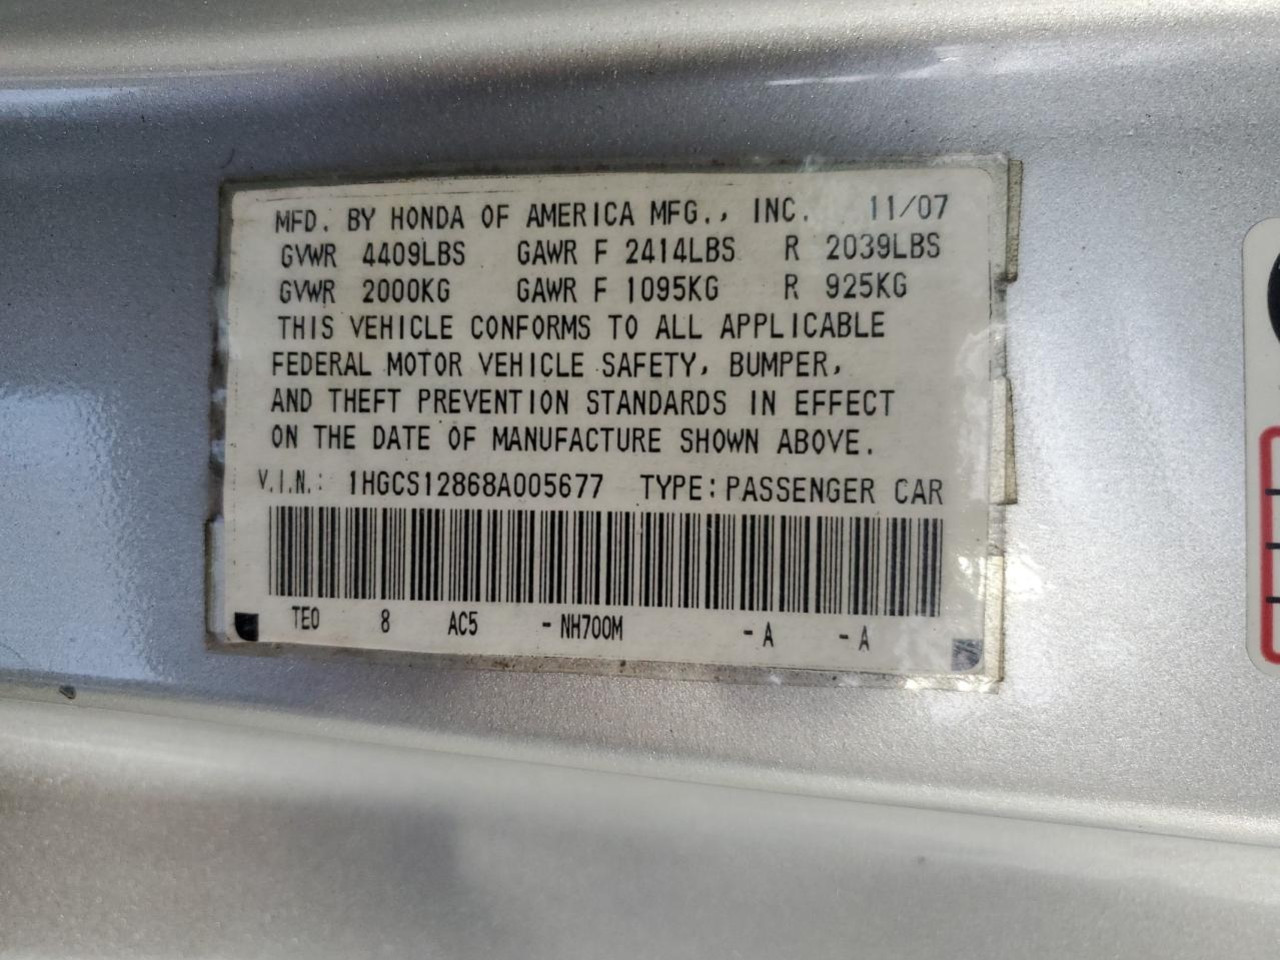 MFD. BY HONDA OF AMERICA MFG., INC. 11/07
GVWR 4409LBS GAWR F 2414LBS R 2039LBS
GVWR 2000KG GAWR F 1095KG R 925KG
THIS VEHICLE CONFORMS TO ALL APPLICABLE
FEDERAL MOTOR VEHICLE SAFETY, BUMPER,
AND THEFT PREVENTION STANDARDS IN EFFECT
ON THE DATE OF MANUFACTURE SHOWN ABOVE.
V.I.N.: 1HGCS12868A005677 TYPE: PASSENGER CAR
TE0 8 AC5 - NH700M - A - A